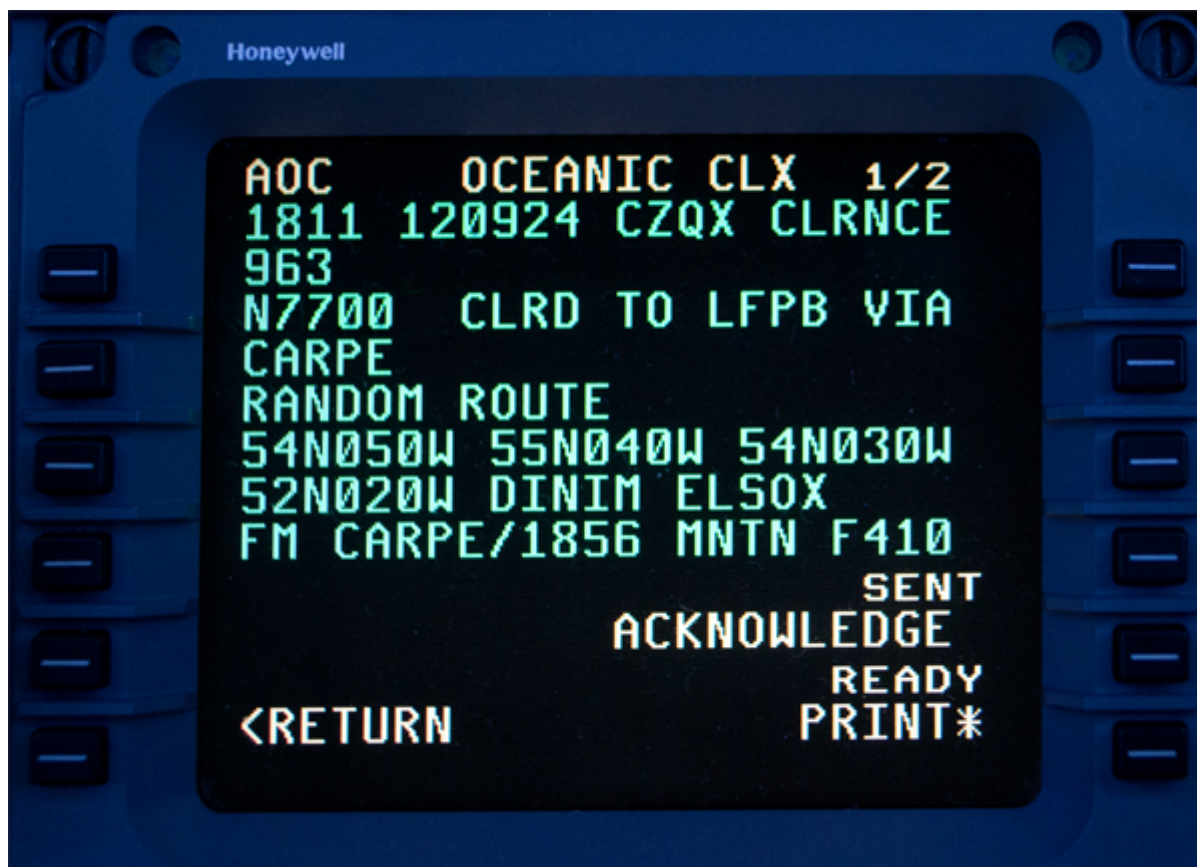 Honeywell
AOC OCEANIC CLX 1/2
1811 120924 CZQX CLRNCE
963
N7700 CLRD TO LFPB VIA
CARPE
RANDOM ROUTE
54N050W 55N040W 54N030W
52N020W DINIM ELSOX
FM CARPE/1856 MNTN F410
SENT
ACKNOWLEDGE
READY
<RETURN PRINT*